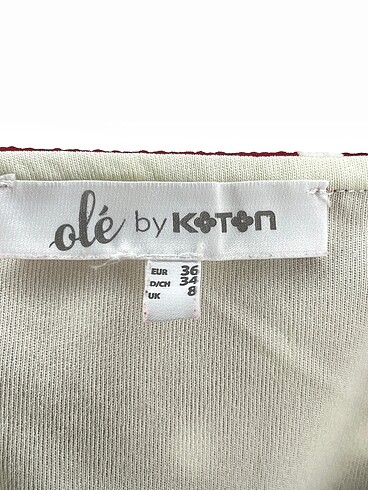 olé by KOTON
EUR 36
D/CH 34
UK 8